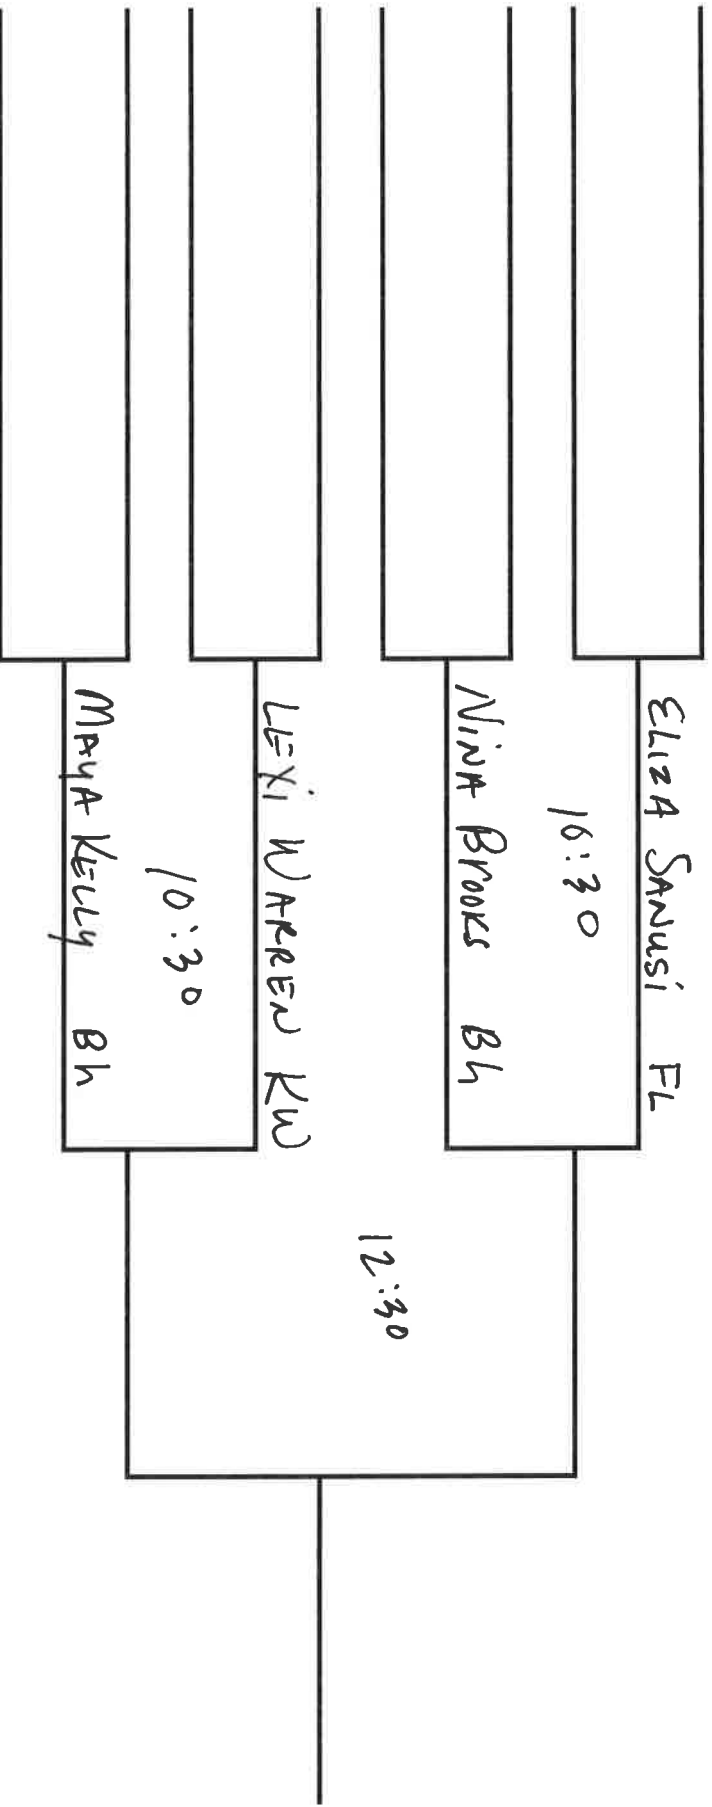 ELIZA SANUSI FL
10:30
NINA BROOKS Bh
12:30
LEXI WARREN KW
10:30
MAYA KELLY Bh